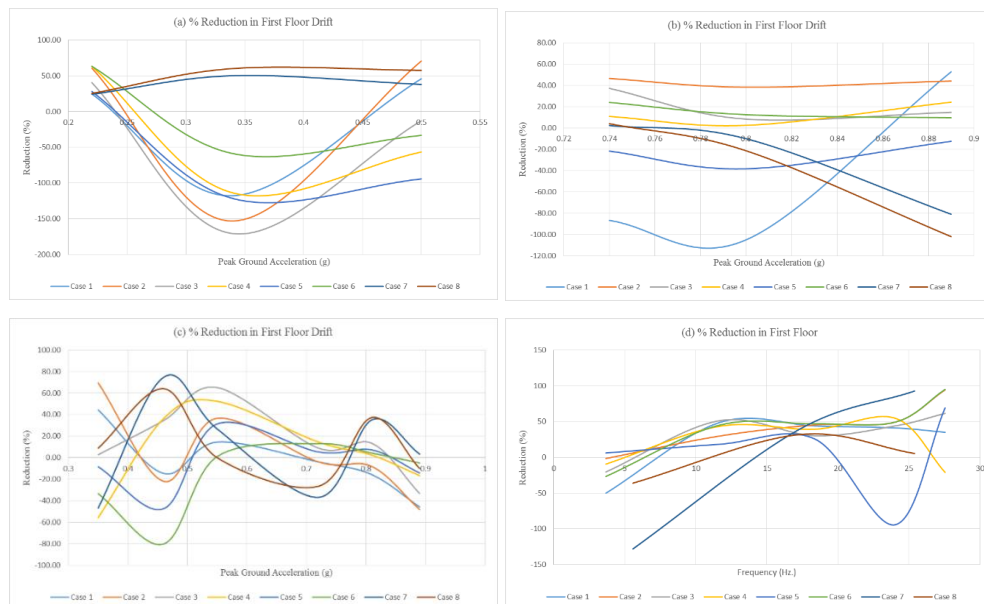 (a) % Reduction in First Floor Drift
100.00
50.00
0.00
0.2 0.25 0.3 0.35 0.4 0.45 0.5 0.55
-50.00
-100.00
-150.00
-200.00
Reduction (%)
Peak Ground Acceleration (g)
Case 1 Case 2 Case 3 Case 4 Case 5 Case 6 Case 7 Case 8
(b) % Reduction in First Floor Drift
80.00
60.00
40.00
20.00
0.00
0.72 0.74 0.76 0.78 0.8 0.82 0.84 0.86 0.88 0.9
-20.00
-40.00
-60.00
-80.00
-100.00
-120.00
Reduction (%)
Peak Ground Acceleration (g)
Case 1 Case 2 Case 3 Case 4 Case 5 Case 6 Case 7 Case 8
(c) % Reduction in First Floor Drift
100.00
80.00
60.00
40.00
20.00
0.00
0.3 0.4 0.5 0.6 0.7 0.8 0.9 1
-20.00
-40.00
-60.00
-80.00
-100.00
Reduction (%)
Peak Ground Acceleration (g)
Case 1 Case 2 Case 3 Case 4 Case 5 Case 6 Case 7 Case 8
(d) % Reduction in First Floor
150
100
50
0
0 5 10 15 20 25 30
-50
-100
-150
Reduction (%)
Frequency (Hz.)
Case 1 Case 2 Case 3 Case 4 Case 5 Case 6 Case 7 Case 8